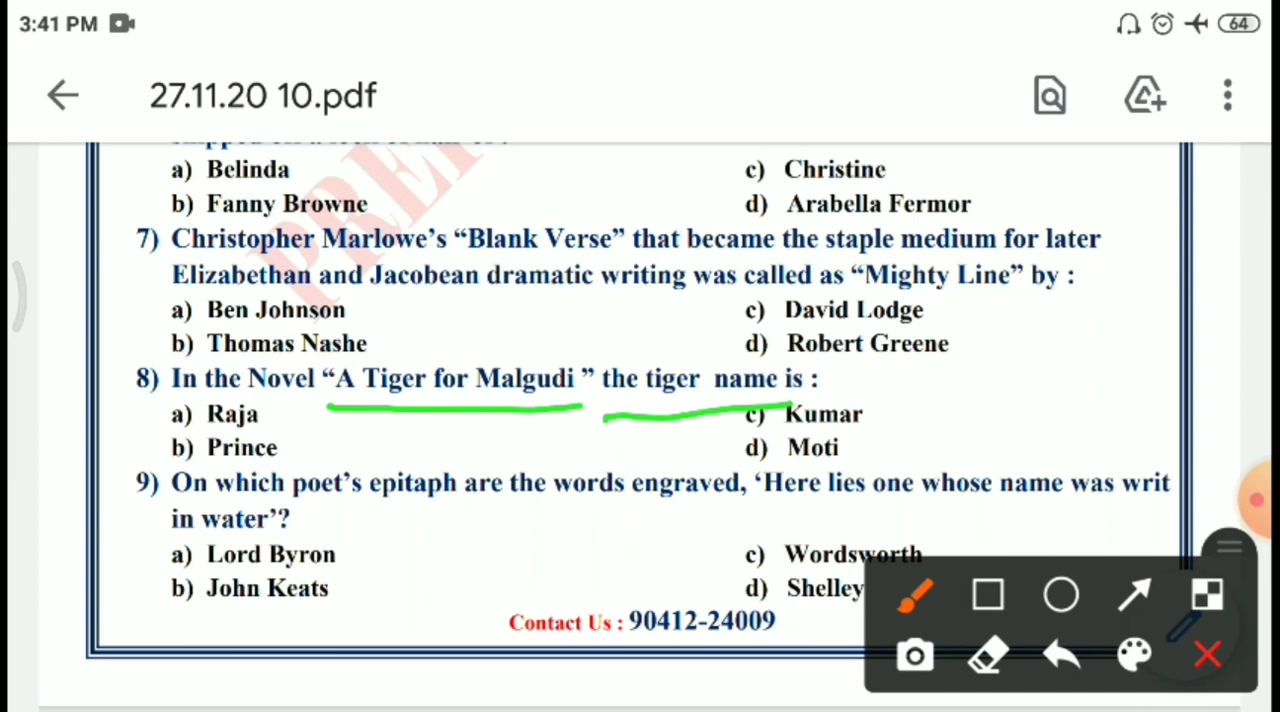 3:41 PM
64
27.11.20 10.pdf
a) Belinda c) Christine
b) Fanny Browne d) Arabella Fermor
7) Christopher Marlowe's “Blank Verse” that became the staple medium for later
Elizabethan and Jacobean dramatic writing was called as “Mighty Line” by :
a) Ben Johnson c) David Lodge
b) Thomas Nashe d) Robert Greene
8) In the Novel “A Tiger for Malgudi ” the tiger name is :
a) Raja c) Kumar
b) Prince d) Moti
9) On which poet's epitaph are the words engraved, ‘Here lies one whose name was writ
in water’?
a) Lord Byron c) Wordsworth
b) John Keats d) Shelley
Contact Us : 90412-24009